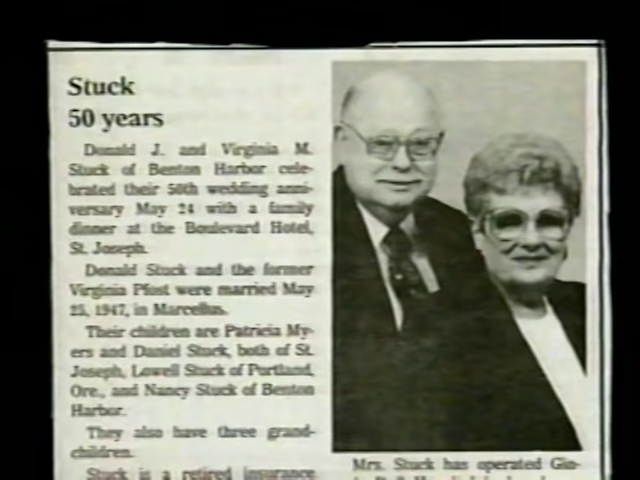 Stuck
50 years
Donald J. and Virginia M.
Stuck of Benton Harbor cele-
brated their 50th wedding anni-
versary May 24 with a family
dinner at the Boulevard Hotel,
St. Joseph.
Donald Stuck and the former
Virginia Pfost were married May
25, 1947, in Marcellus.
Their children are Patricia My-
ers and Daniel Stuck, both of St.
Joseph, Lowell Stuck of Portland,
Ore., and Nancy Stuck of Benton
Harbor.
They also have three grand-
children.
Stuck is a retired insurance
Mrs. Stuck has operated Gin-